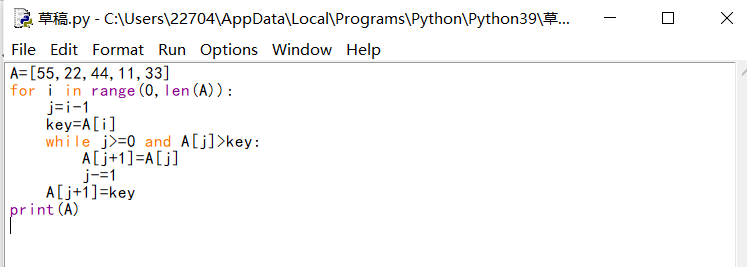 草稿.py - C:\Users\22704\AppData\Local\Programs\Python\Python39\草...
File Edit Format Run Options Window Help
A=[55,22,44,11,33]
for i in range(0,len(A)):
    j=i-1
    key=A[i]
    while j>=0 and A[j]>key:
        A[j+1]=A[j]
        j-=1
    A[j+1]=key
print(A)